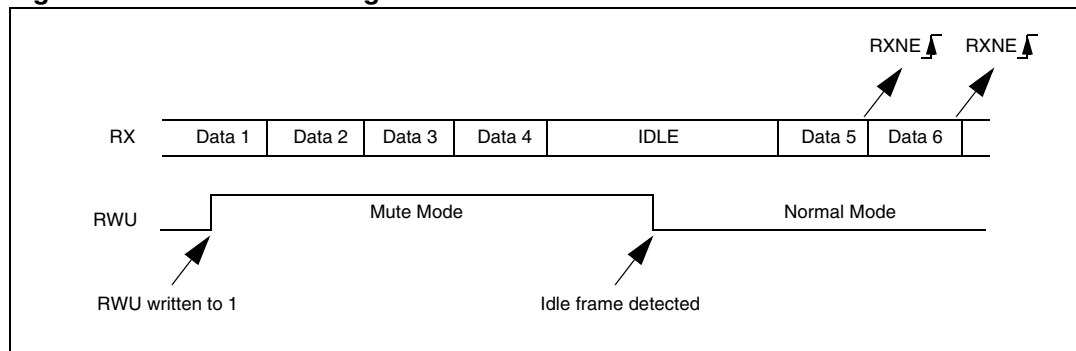 RXNE RXNE
RX Data 1 Data 2 Data 3 Data 4 IDLE Data 5 Data 6
RWU Mute Mode Normal Mode
RWU written to 1 Idle frame detected